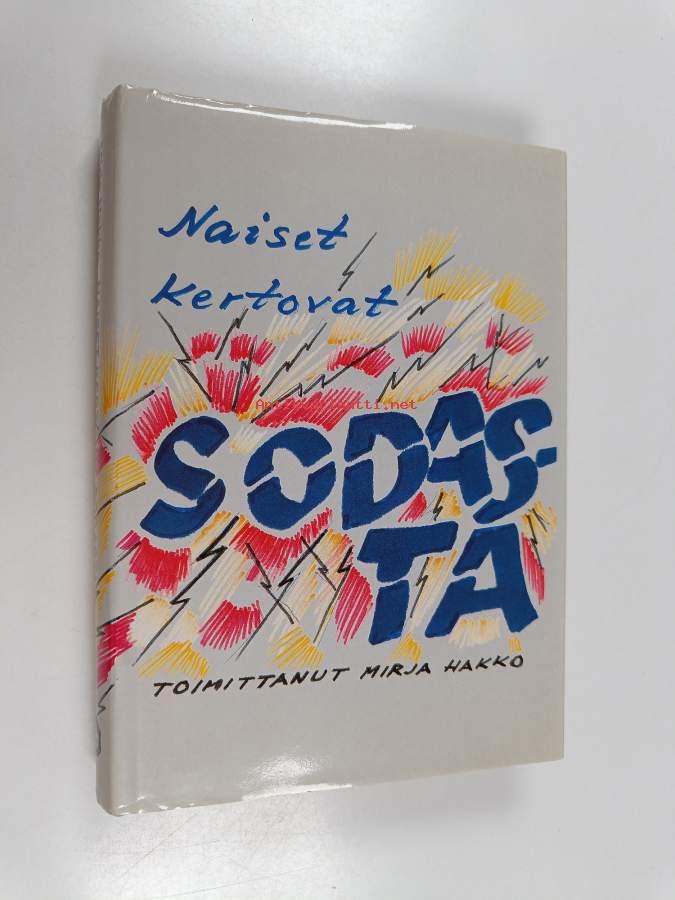 Naiset
kertovat
SODAS-
TA
TOIMITTANUT MIRJA HAKKO